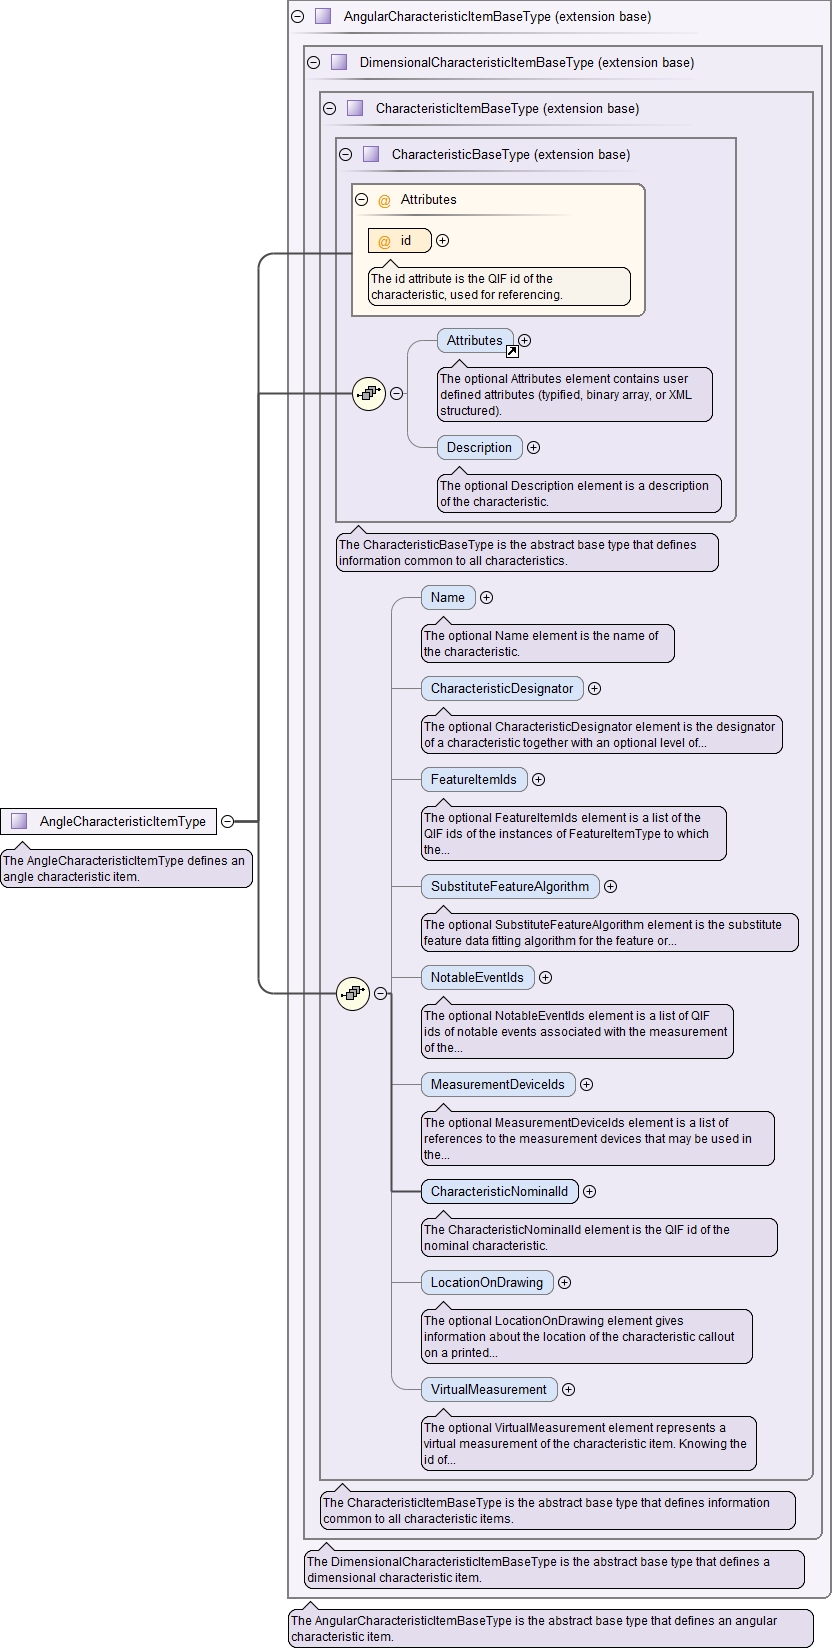 AngularCharacteristicItemBaseType (extension base)
DimensionalCharacteristicItemBaseType (extension base)
CharacteristicItemBaseType (extension base)
CharacteristicBaseType (extension base)
@ Attributes
@ id
The id attribute is the QIF id of the
characteristic, used for referencing.
Attributes
The optional Attributes element contains user
defined attributes (typified, binary array, or XML
structured).
Description
The optional Description element is a description
of the characteristic.
The CharacteristicBaseType is the abstract base type that defines
information common to all characteristics.
Name
The optional Name element is the name of
the characteristic.
CharacteristicDesignator
The optional CharacteristicDesignator element is the designator
of a characteristic together with an optional level of...
FeatureItemIds
The optional FeatureItemIds element is a list of the
QIF ids of the instances of FeatureItemType to which
the...
AngleCharacteristicItemType
The AngleCharacteristicItemType defines an
angle characteristic item.
SubstituteFeatureAlgorithm
The optional SubstituteFeatureAlgorithm element is the substitute
feature data fitting algorithm for the feature or...
NotableEventIds
The optional NotableEventIds element is a list of QIF
ids of notable events associated with the measurement
of the...
MeasurementDeviceIds
The optional MeasurementDeviceIds element is a list of
references to the measurement devices that may be used in
the...
CharacteristicNominalId
The CharacteristicNominalId element is the QIF id of the
nominal characteristic.
LocationOnDrawing
The optional LocationOnDrawing element gives
information about the location of the characteristic callout
on a printed...
VirtualMeasurement
The optional VirtualMeasurement element represents a
virtual measurement of the characteristic item. Knowing the
id of...
The CharacteristicItemBaseType is the abstract base type that defines information
common to all characteristic items.
The DimensionalCharacteristicItemBaseType is the abstract base type that defines a
dimensional characteristic item.
The AngularCharacteristicItemBaseType is the abstract base type that defines an angular
characteristic item.